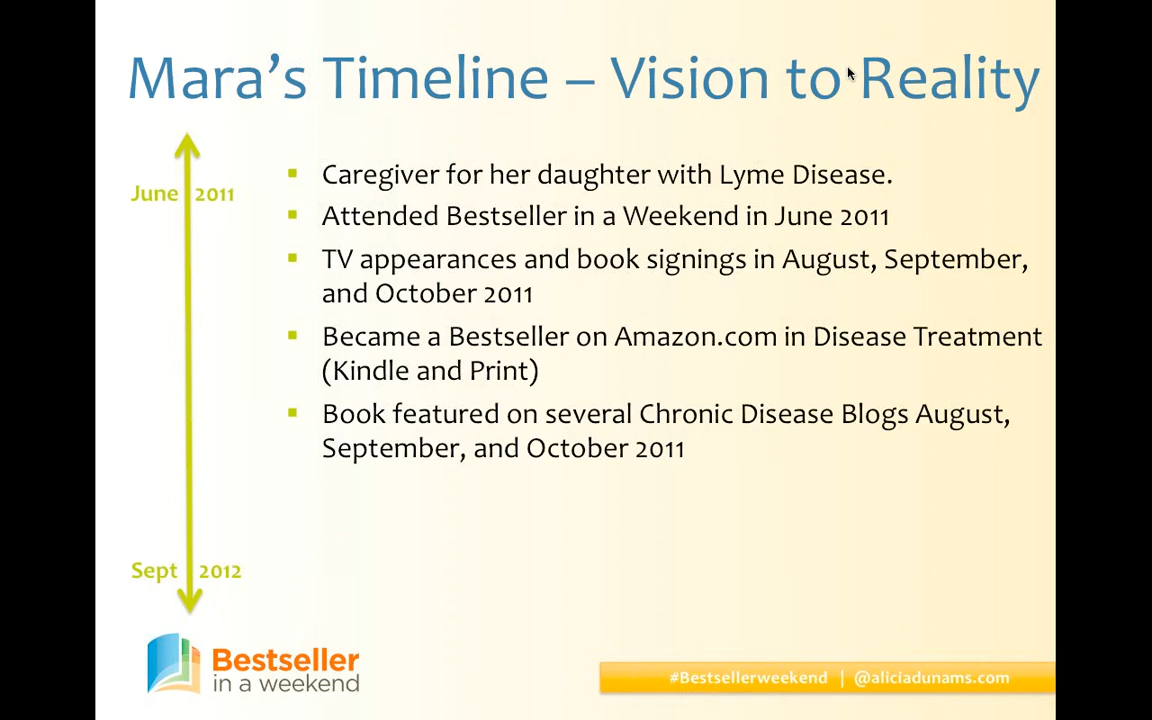 Mara’s Timeline – Vision to Reality
June 2011
▪ Caregiver for her daughter with Lyme Disease.
▪ Attended Bestseller in a Weekend in June 2011
▪ TV appearances and book signings in August, September,
and October 2011
▪ Became a Bestseller on Amazon.com in Disease Treatment
(Kindle and Print)
▪ Book featured on several Chronic Disease Blogs August,
September, and October 2011
Sept 2012
Bestseller
in a weekend
#Bestsellerweekend | @aliciadunams.com